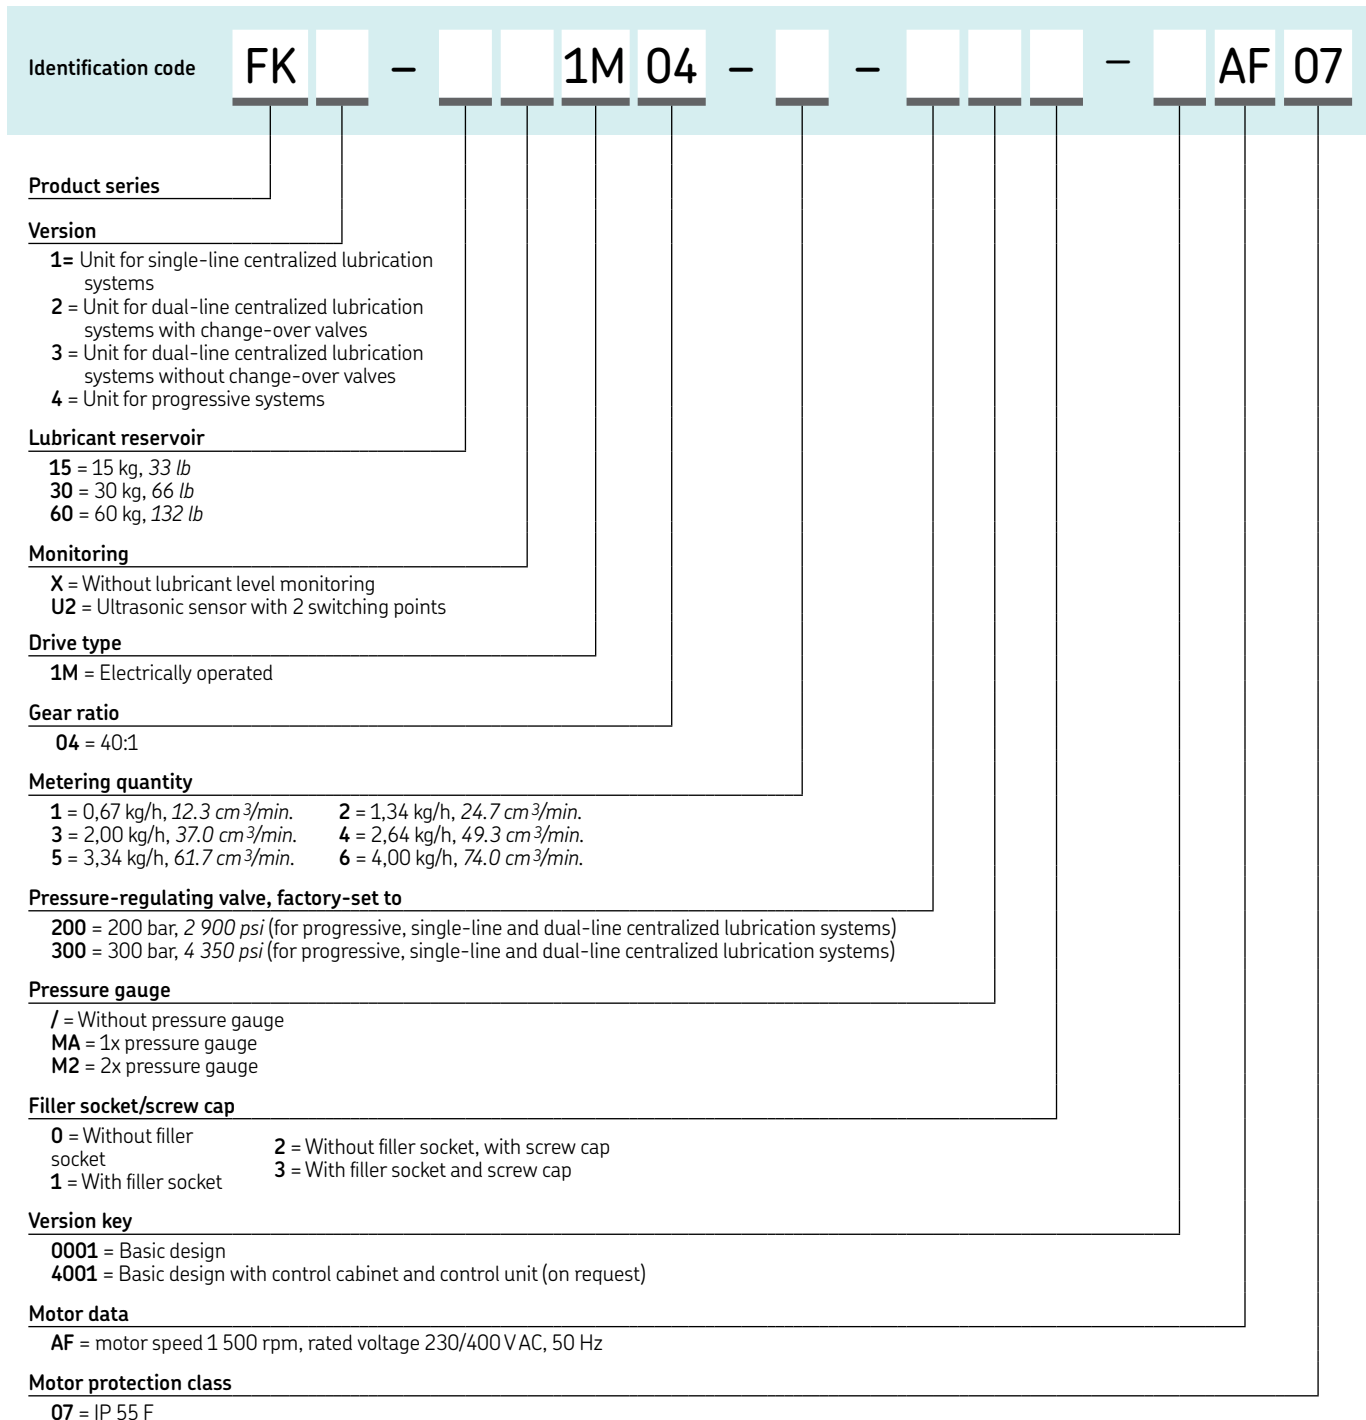 Identification code FK – 1M 04 – – – AF 07
Product series
Version
1= Unit for single-line centralized lubrication
systems
2 = Unit for dual-line centralized lubrication
systems with change-over valves
3 = Unit for dual-line centralized lubrication
systems without change-over valves
4 = Unit for progressive systems
Lubricant reservoir
15 = 15 kg, 33 lb
30 = 30 kg, 66 lb
60 = 60 kg, 132 lb
Monitoring
X = Without lubricant level monitoring
U2 = Ultrasonic sensor with 2 switching points
Drive type
1M = Electrically operated
Gear ratio
04 = 40:1
Metering quantity
1 = 0,67 kg/h, 12.3 cm³/min. 2 = 1,34 kg/h, 24.7 cm³/min.
3 = 2,00 kg/h, 37.0 cm³/min. 4 = 2,64 kg/h, 49.3 cm³/min.
5 = 3,34 kg/h, 61.7 cm³/min. 6 = 4,00 kg/h, 74.0 cm³/min.
Pressure-regulating valve, factory-set to
200 = 200 bar, 2 900 psi (for progressive, single-line and dual-line centralized lubrication systems)
300 = 300 bar, 4 350 psi (for progressive, single-line and dual-line centralized lubrication systems)
Pressure gauge
/ = Without pressure gauge
MA = 1x pressure gauge
M2 = 2x pressure gauge
Filler socket/screw cap
0 = Without filler
socket
1 = With filler socket
2 = Without filler socket, with screw cap
3 = With filler socket and screw cap
Version key
0001 = Basic design
4001 = Basic design with control cabinet and control unit (on request)
Motor data
AF = motor speed 1 500 rpm, rated voltage 230/400 V AC, 50 Hz
Motor protection class
07 = IP 55 F